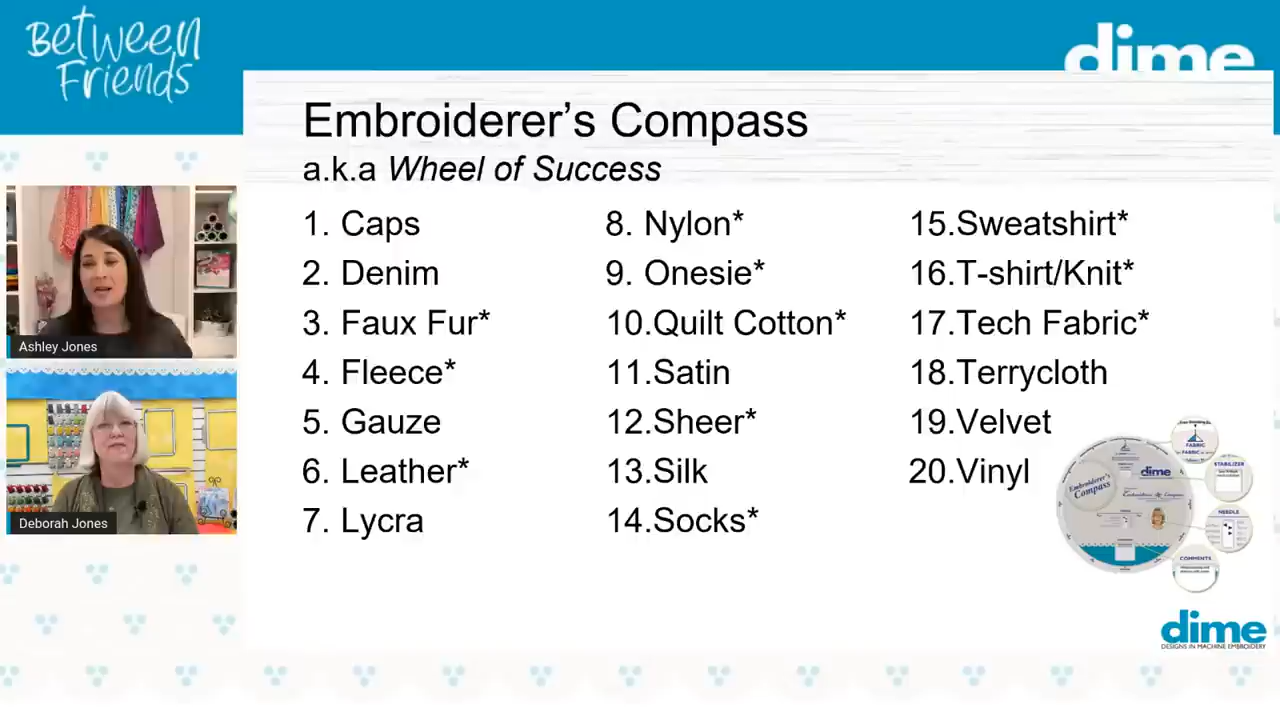 Between
Friends
dime
Embroiderer's Compass
a.k.a Wheel of Success
1. Caps
2. Denim
3. Faux Fur*
4. Fleece*
5. Gauze
6. Leather*
7. Lycra
8. Nylon*
9. Onesie*
10.Quilt Cotton*
11.Satin
12.Sheer*
13.Silk
14.Socks*
15.Sweatshirt*
16.T-shirt/Knit*
17.Tech Fabric*
18.Terrycloth
19.Velvet
20.Vinyl
Ashley Jones
Deborah Jones
dime
Embroiderer's
Compass
FABRIC
STABILIZER
NEEDLE
COMMENTS
dime
DESIGNS IN MACHINE EMBROIDERY